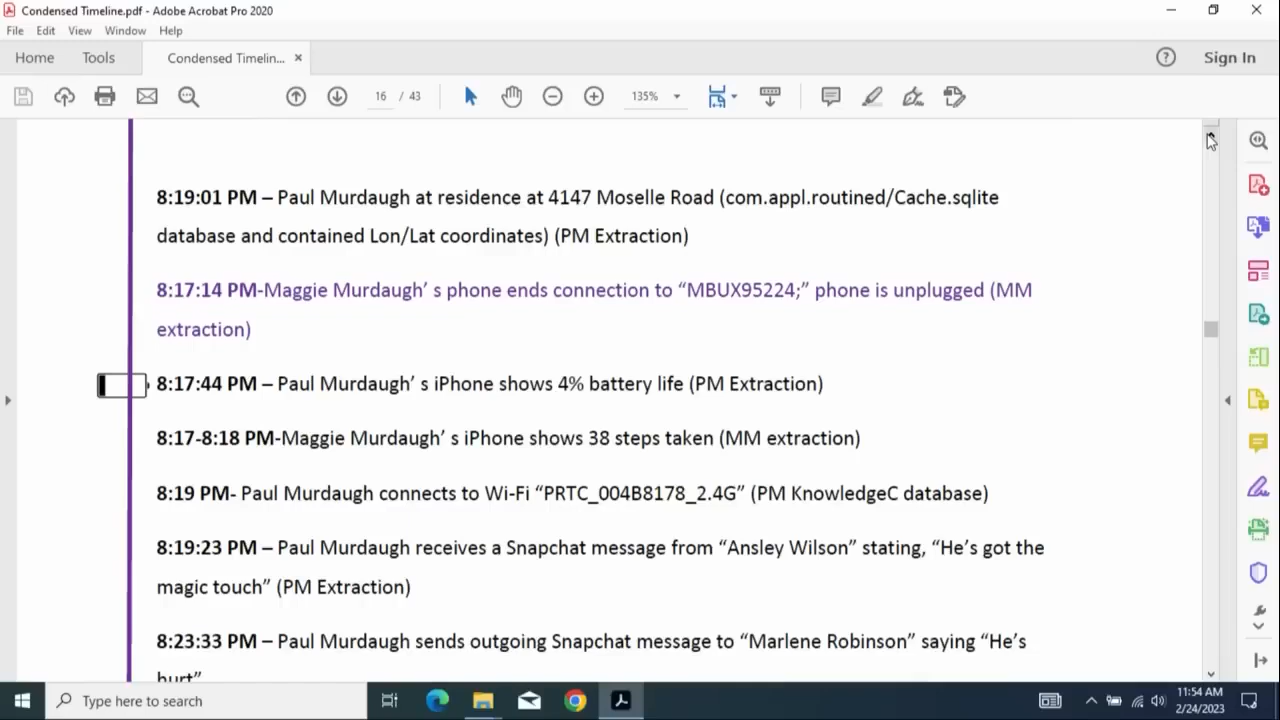 Condensed Timeline.pdf - Adobe Acrobat Pro 2020
File Edit View Window Help
Home Tools Condensed Timelin... ×
? Sign In
16 / 43
135%
8:19:01 PM – Paul Murdaugh at residence at 4147 Moselle Road (com.appl.routined/Cache.sqlite
database and contained Lon/Lat coordinates) (PM Extraction)
8:17:14 PM-Maggie Murdaugh’ s phone ends connection to “MBUX95224;” phone is unplugged (MM
extraction)
8:17:44 PM – Paul Murdaugh’ s iPhone shows 4% battery life (PM Extraction)
8:17-8:18 PM-Maggie Murdaugh’ s iPhone shows 38 steps taken (MM extraction)
8:19 PM- Paul Murdaugh connects to Wi-Fi “PRTC_004B8178_2.4G” (PM KnowledgeC database)
8:19:23 PM – Paul Murdaugh receives a Snapchat message from “Ansley Wilson” stating, “He’s got the
magic touch” (PM Extraction)
8:23:33 PM – Paul Murdaugh sends outgoing Snapchat message to “Marlene Robinson” saying “He’s
hurt”
Type here to search
11:54 AM
2/24/2023